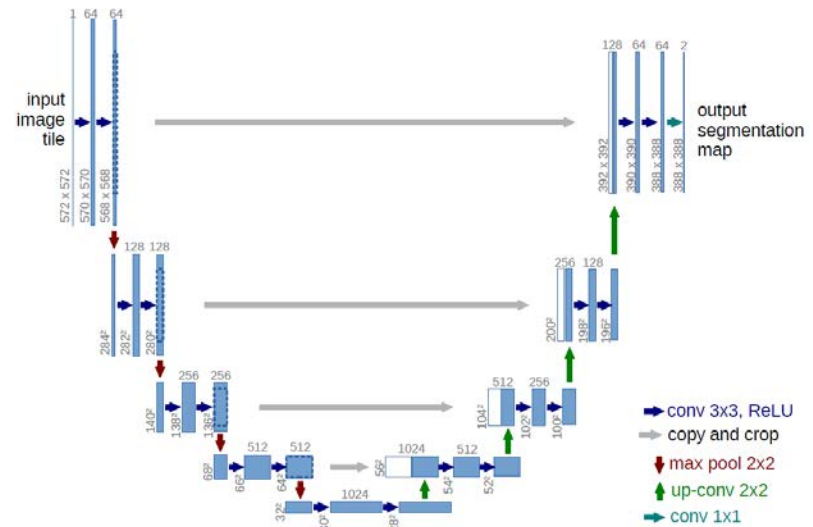 1 64 64
128 64 64 2
input
image
tile
output
segmentation
map
572 x 572
570 x 570
568 x 568
392 x 392
390 x 390
388 x 388
388 x 388
128 128
256 128
284²
282²
280²
200²
198²
196²
256 256
512 256
140²
138²
136²
104²
102²
100²
512 512
1024 512
68²
66²
64²
56²
54²
52²
1024
32²
conv 3x3, ReLU
copy and crop
max pool 2x2
up-conv 2x2
conv 1x1